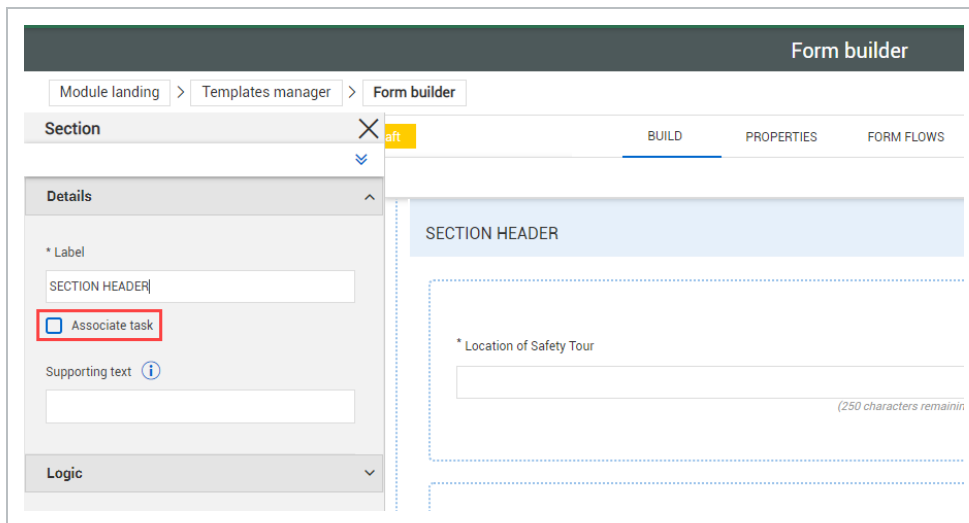 Form builder
Module landing > Templates manager > Form builder
Section
aft
BUILD PROPERTIES FORM FLOWS
Details
* Label
SECTION HEADER
Associate task
Supporting text
Logic
SECTION HEADER
* Location of Safety Tour
(250 characters remainin